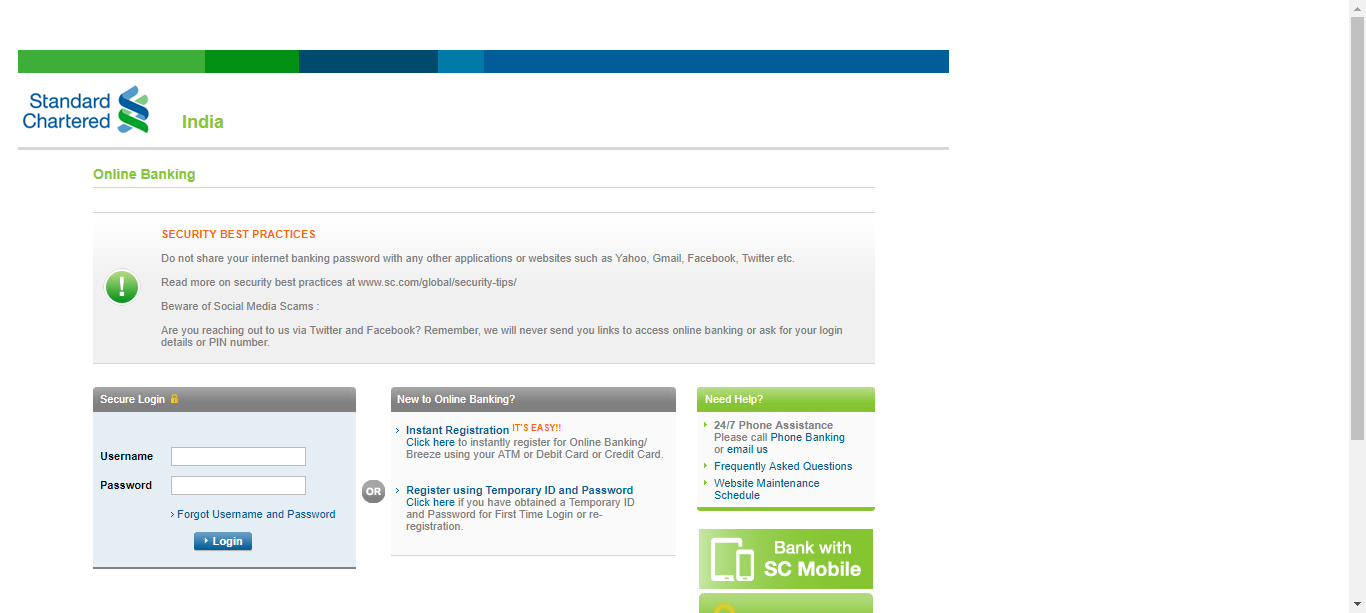 Standard
Chartered
India
Online Banking
SECURITY BEST PRACTICES
Do not share your internet banking password with any other applications or websites such as Yahoo, Gmail, Facebook, Twitter etc.
Read more on security best practices at www.sc.com/global/security-tips/
Beware of Social Media Scams :
Are you reaching out to us via Twitter and Facebook? Remember, we will never send you links to access online banking or ask for your login
details or PIN number.
Secure Login
Username
Password
Forgot Username and Password
Login
OR
New to Online Banking?
Instant Registration IT'S EASY!!
Click here to instantly register for Online Banking/
Breeze using your ATM or Debit Card or Credit Card.
Register using Temporary ID and Password
Click here if you have obtained a Temporary ID
and Password for First Time Login or re-
registration.
Need Help?
24/7 Phone Assistance
Please call Phone Banking
or email us
Frequently Asked Questions
Website Maintenance
Schedule
Bank with
SC Mobile